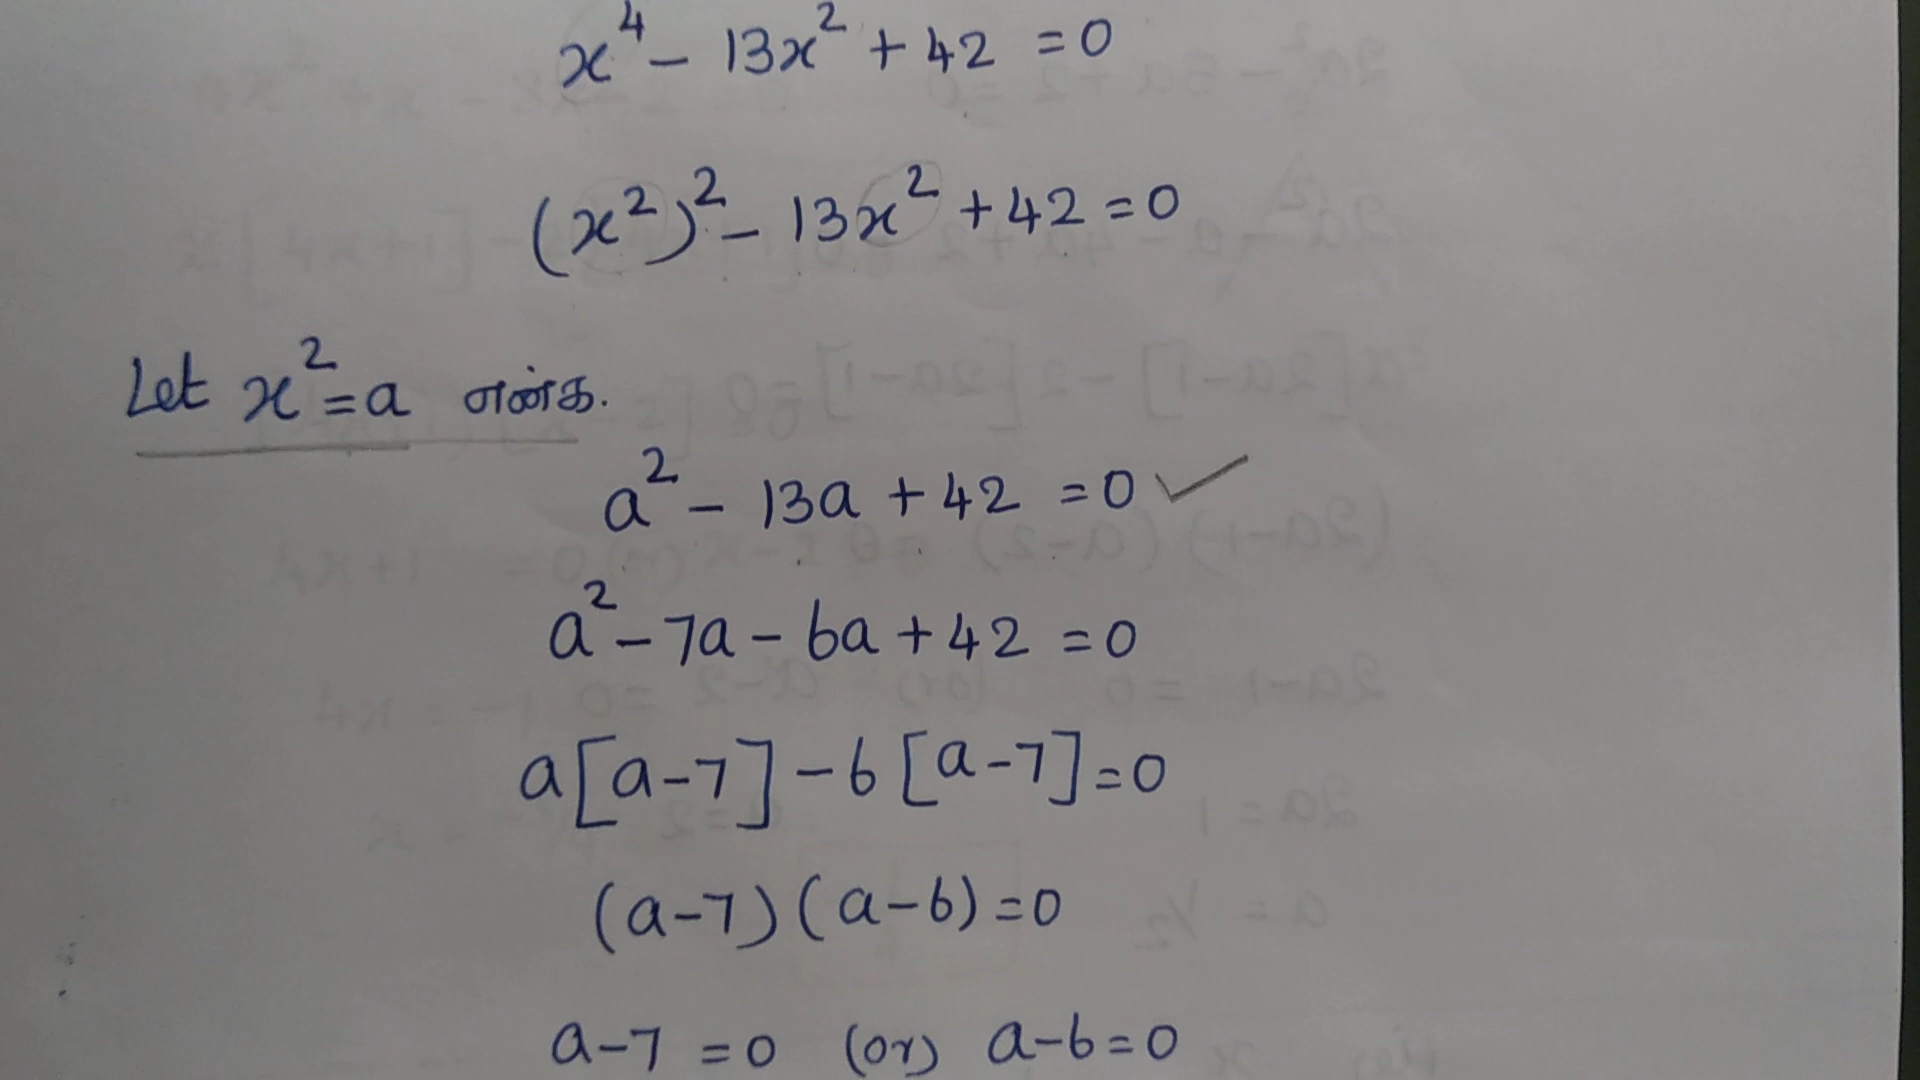 x⁴ - 13x² + 42 = 0
(x²)² - 13x² + 42 = 0
Let x² = a என்க.
a² - 13a + 42 = 0 ✓
a² - 7a - 6a + 42 = 0
a[a-7] - 6[a-7] = 0
(a-7)(a-6) = 0
a-7 = 0 (or) a-6 = 0